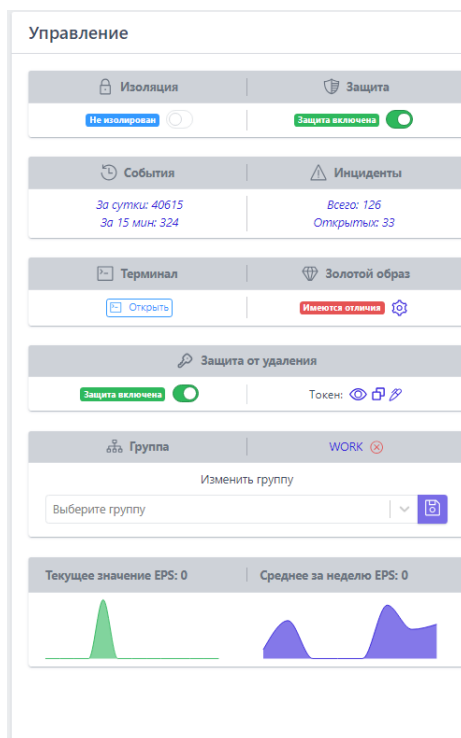 Управление
Изоляция Защита
Не изолирован Защита включена
События Инциденты
За сутки: 40615 Всего: 126
За 15 мин: 324 Открытых: 33
Терминал Золотой образ
Открыть Имеются отличия
Защита от удаления
Защита включена Токен:
Группа WORK
Изменить группу
Выберите группу
Текущее значение EPS: 0 Среднее за неделю EPS: 0